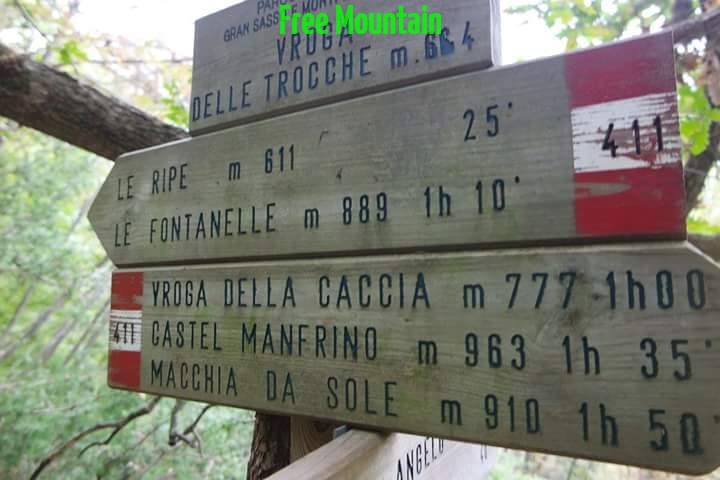 Free Mountain
GRAN SASSO
VROGA
DELLE TROCCHE m. 664
LE RIPE m 611 25'
LE FONTANELLE m 889 1h 10'
411
VROGA DELLA CACCIA m 777 1h00
411 CASTEL MANFRINO m 963 1h 35'
MACCHIA DA SOLE m 910 1h 50'
ANGELO